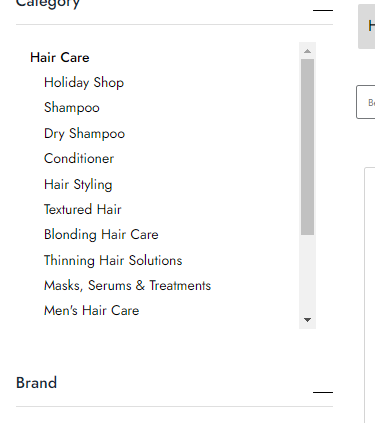 Category
Hair Care
Holiday Shop
Shampoo
Dry Shampoo
Conditioner
Hair Styling
Textured Hair
Blonding Hair Care
Thinning Hair Solutions
Masks, Serums & Treatments
Men's Hair Care
Brand